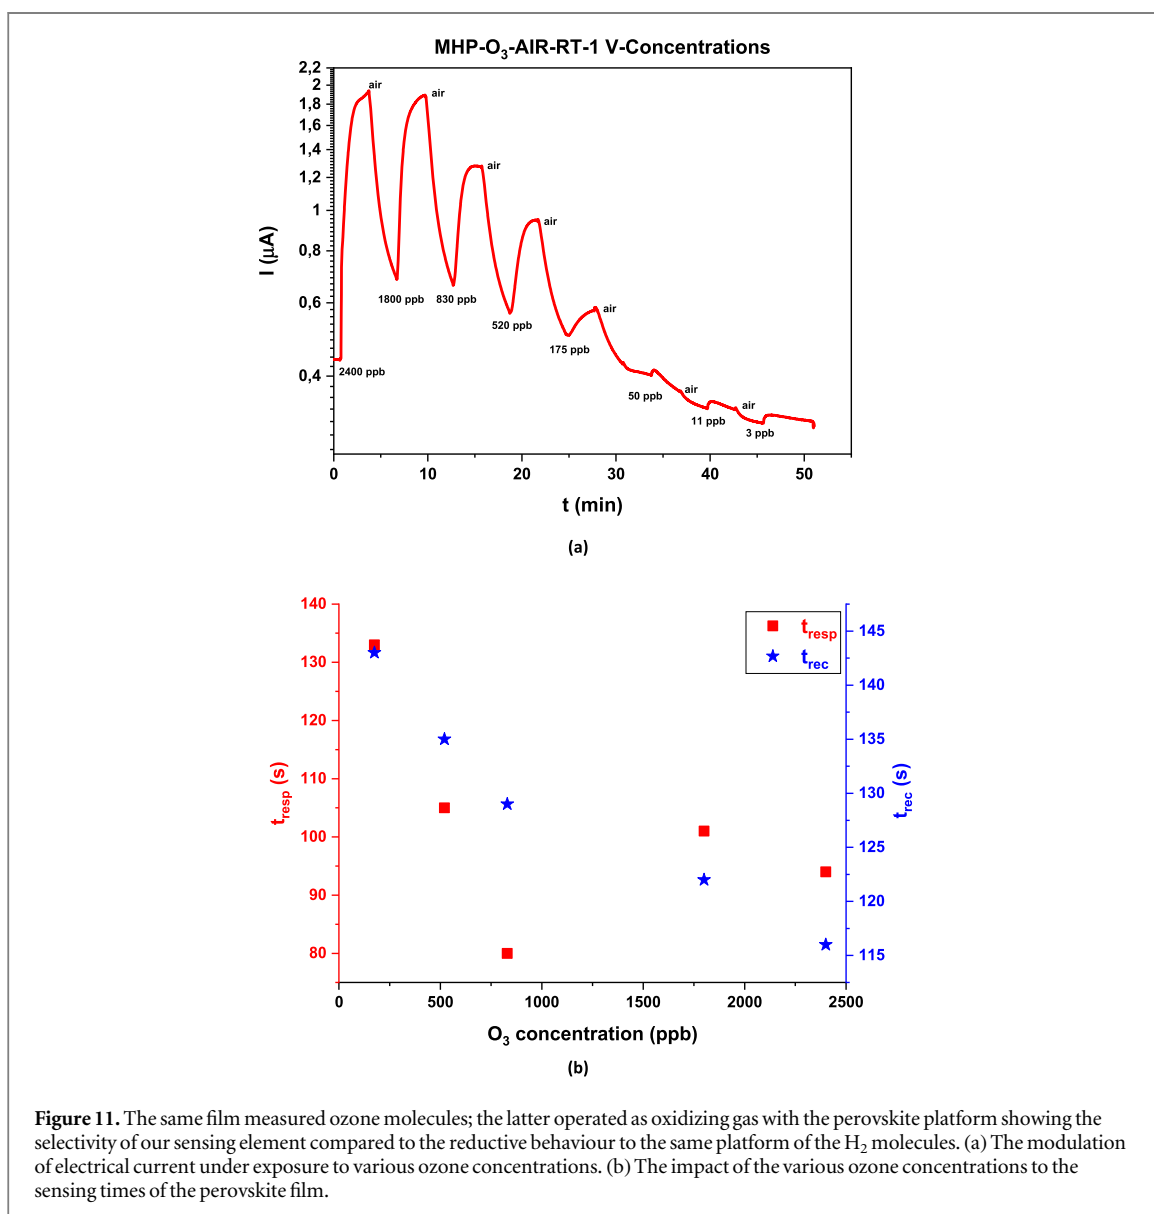 MHP-O3-AIR-RT-1 V-Concentrations
2,2
2
1,8
1,6
1,4
1,2
1
0,8
0,6
0,4
I (µA)
air
air
air
air
air
air
air
2400 ppb
1800 ppb
830 ppb
520 ppb
175 ppb
50 ppb
11 ppb
3 ppb
0 10 20 30 40 50
t (min)
(a)
140
130
120
110
100
90
80
tresp (s)
tresp
trec
145
140
135
130
125
120
115
trec (s)
0 500 1000 1500 2000 2500
O3 concentration (ppb)
(b)
Figure 11. The same film measured ozone molecules; the latter operated as oxidizing gas with the perovskite platform showing the
selectivity of our sensing element compared to the reductive behaviour to the same platform of the H2 molecules. (a) The modulation
of electrical current under exposure to various ozone concentrations. (b) The impact of the various ozone concentrations to the
sensing times of the perovskite film.